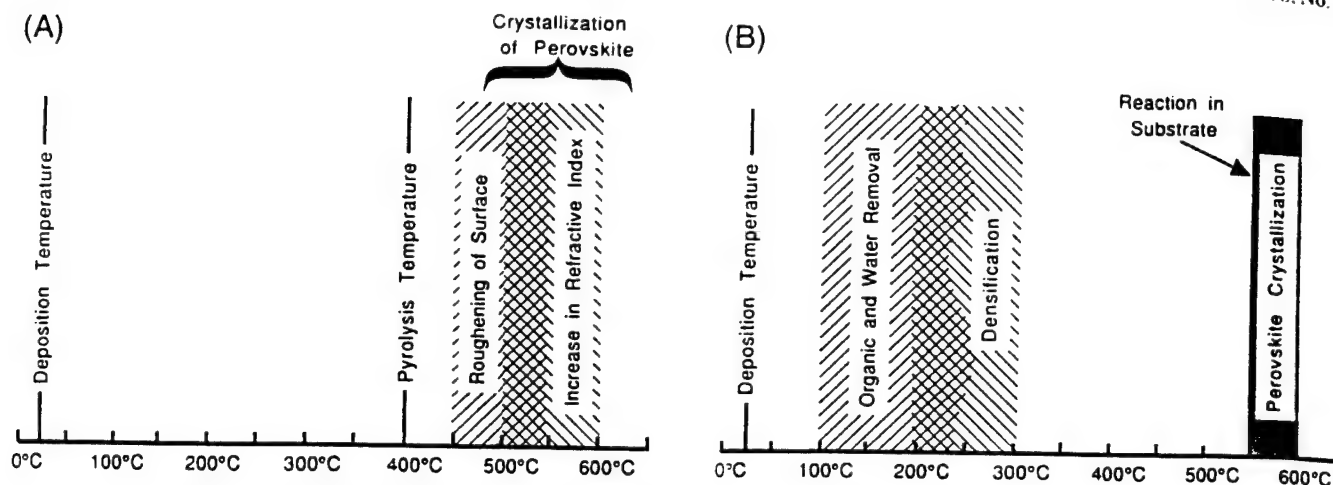 (A)
Crystallization
of Perovskite
Deposition Temperature
Pyrolysis Temperature
Roughening of Surface
Increase in Refractive Index
0°C 100°C 200°C 300°C 400°C 500°C 600°C
No.
(B)
Reaction in
Substrate
Deposition Temperature
Organic and Water Removal
Densification
Perovskite Crystallization
0°C 100°C 200°C 300°C 400°C 500°C 600°C